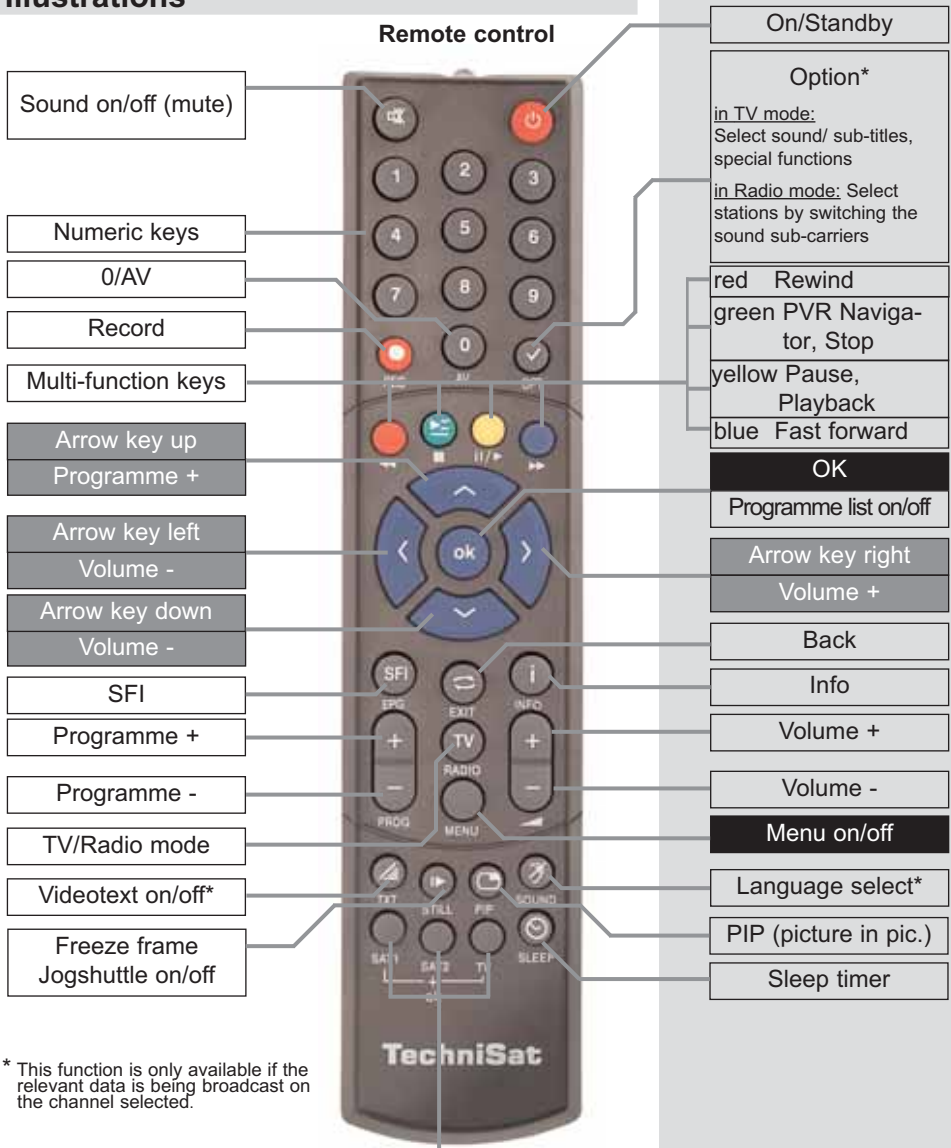 Illustrations
Remote control
On/Standby
Sound on/off (mute)
Option*
in TV mode:
Select sound/ sub-titles,
special functions
in Radio mode: Select
stations by switching the
sound sub-carriers
Numeric keys
0/AV
Record
Multi-function keys
red Rewind
green PVR Naviga-
tor, Stop
yellow Pause,
Playback
blue Fast forward
Arrow key up
Programme +
OK
Programme list on/off
Arrow key left
Volume -
Arrow key right
Volume +
Arrow key down
Volume -
Back
SFI
Info
Programme +
Volume +
Programme -
Volume -
TV/Radio mode
Menu on/off
Videotext on/off*
Language select*
Freeze frame
Jogshuttle on/off
PIP (picture in pic.)
Sleep timer
* This function is only available if the
relevant data is being broadcast on
the channel selected.
1 2 3
4 5 6
7 8 9
0
REC AV OPT
ok
SFI i
EPG EXIT INFO
+ TV +
RADIO
- -
PROG MENU
TXT STILL PIP SOUND
SAT1 SAT2 TV SLEEP
TechniSat